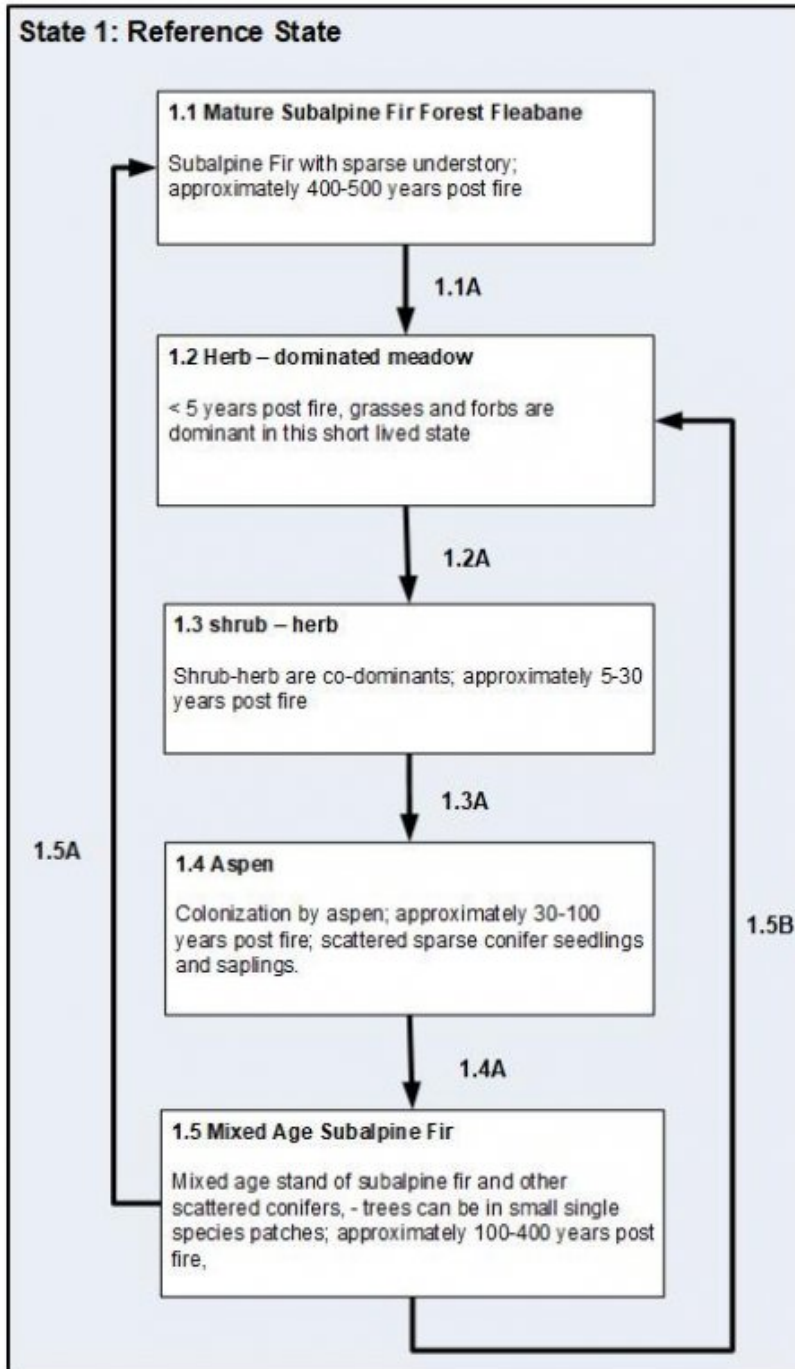 State 1: Reference State
1.1 Mature Subalpine Fir Forest Fleabane
Subalpine Fir with sparse understory;
approximately 400-500 years post fire
1.1A
1.2 Herb – dominated meadow
< 5 years post fire, grasses and forbs are
dominant in this short lived state
1.2A
1.3 shrub – herb
Shrub-herb are co-dominants; approximately 5-30
years post fire
1.3A
1.5A
1.4 Aspen
Colonization by aspen; approximately 30-100
years post fire; scattered sparse conifer seedlings
and saplings.
1.5B
1.4A
1.5 Mixed Age Subalpine Fir
Mixed age stand of subalpine fir and other
scattered conifers, - trees can be in small single
species patches; approximately 100-400 years post
fire,